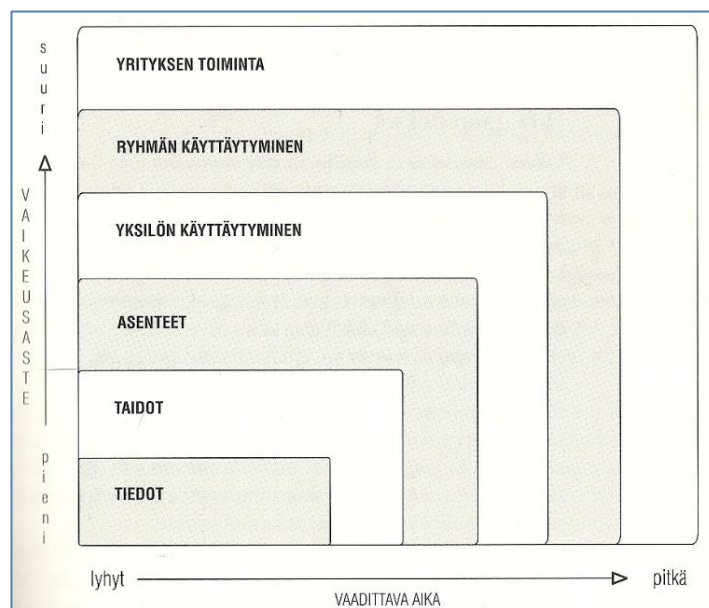 suuri
VAIKEUSASTE
pieni
YRITYKSEN TOIMINTA
RYHMÄN KÄYTTÄYTYMINEN
YKSILÖN KÄYTTÄYTYMINEN
ASENTEET
TAIDOT
TIEDOT
lyhyt
pitkä
VAADITTAVA AIKA